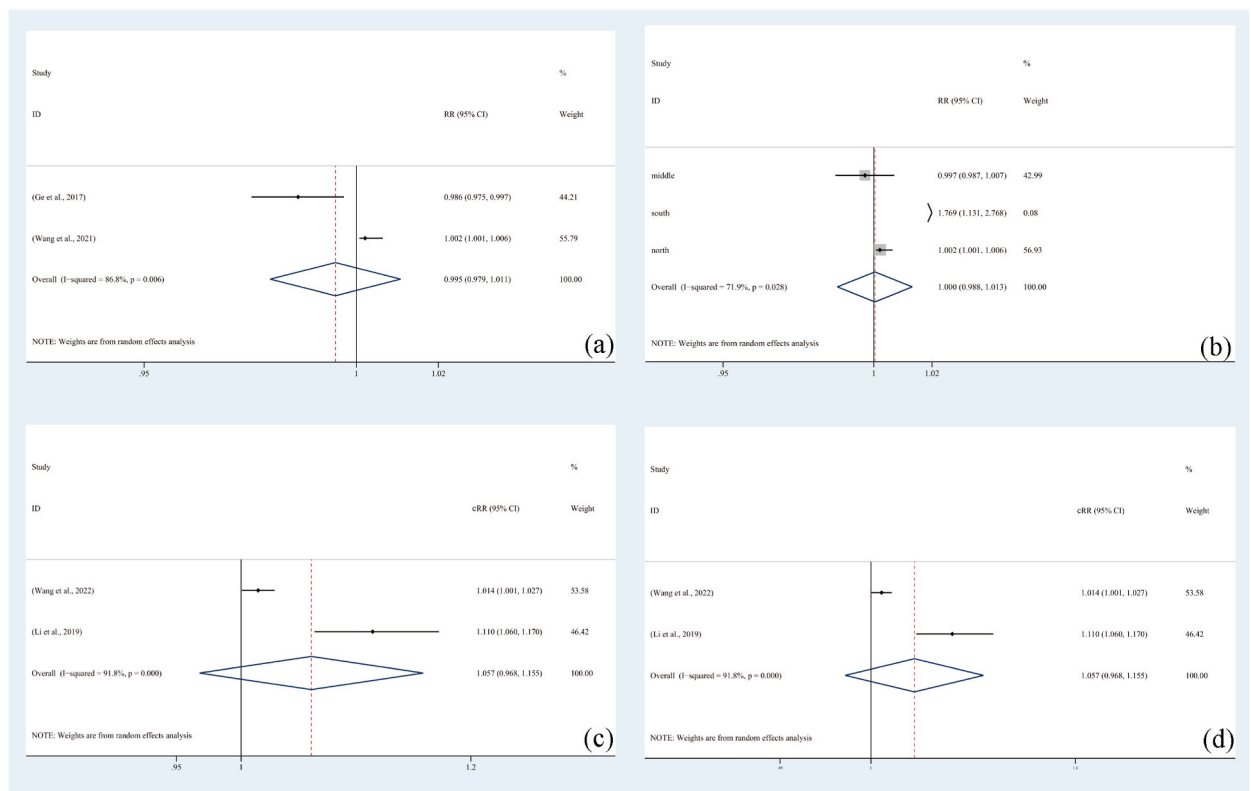 Study %
ID RR (95% CI) Weight
(Ge et al., 2017) 0.986 (0.975, 0.997) 44.21
(Wang et al., 2021) 1.002 (1.001, 1.006) 55.79
Overall (I−squared = 86.8%, p = 0.006) 0.995 (0.979, 1.011) 100.00
NOTE: Weights are from random effects analysis
(a)
.95 1 1.02
Study %
ID RR (95% CI) Weight
middle 0.997 (0.987, 1.007) 42.99
south 1.769 (1.131, 2.768) 0.08
north 1.002 (1.001, 1.006) 56.93
Overall (I−squared = 71.9%, p = 0.028) 1.000 (0.988, 1.013) 100.00
NOTE: Weights are from random effects analysis
(b)
.95 1 1.02
Study %
ID cRR (95% CI) Weight
(Wang et al., 2022) 1.014 (1.001, 1.027) 53.58
(Li et al., 2019) 1.110 (1.060, 1.170) 46.42
Overall (I−squared = 91.8%, p = 0.000) 1.057 (0.968, 1.155) 100.00
NOTE: Weights are from random effects analysis
(c)
.95 1 1.2
Study %
ID cRR (95% CI) Weight
(Wang et al., 2022) 1.014 (1.001, 1.027) 53.58
(Li et al., 2019) 1.110 (1.060, 1.170) 46.42
Overall (I−squared = 91.8%, p = 0.000) 1.057 (0.968, 1.155) 100.00
NOTE: Weights are from random effects analysis
(d)